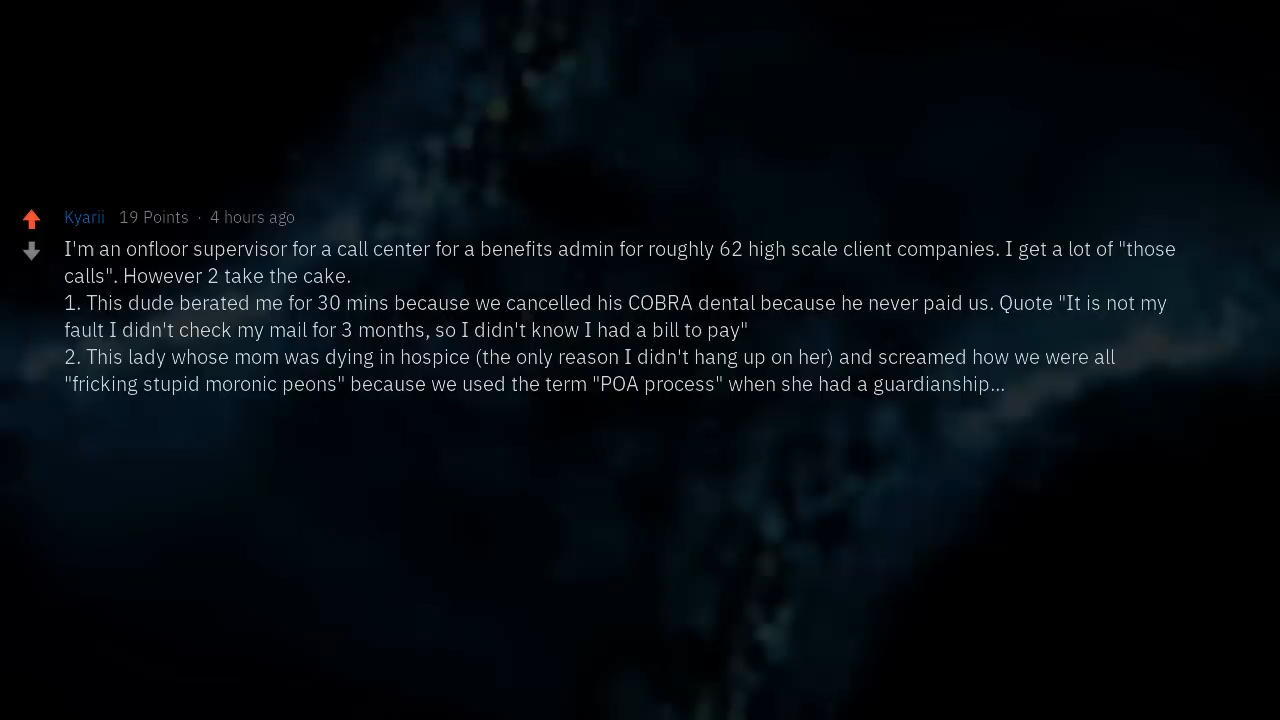 Kyarii 19 Points · 4 hours ago
I'm an onfloor supervisor for a call center for a benefits admin for roughly 62 high scale client companies. I get a lot of "those
calls". However 2 take the cake.
1. This dude berated me for 30 mins because we cancelled his COBRA dental because he never paid us. Quote "It is not my
fault I didn't check my mail for 3 months, so I didn't know I had a bill to pay"
2. This lady whose mom was dying in hospice (the only reason I didn't hang up on her) and screamed how we were all
"fricking stupid moronic peons" because we used the term "POA process" when she had a guardianship...